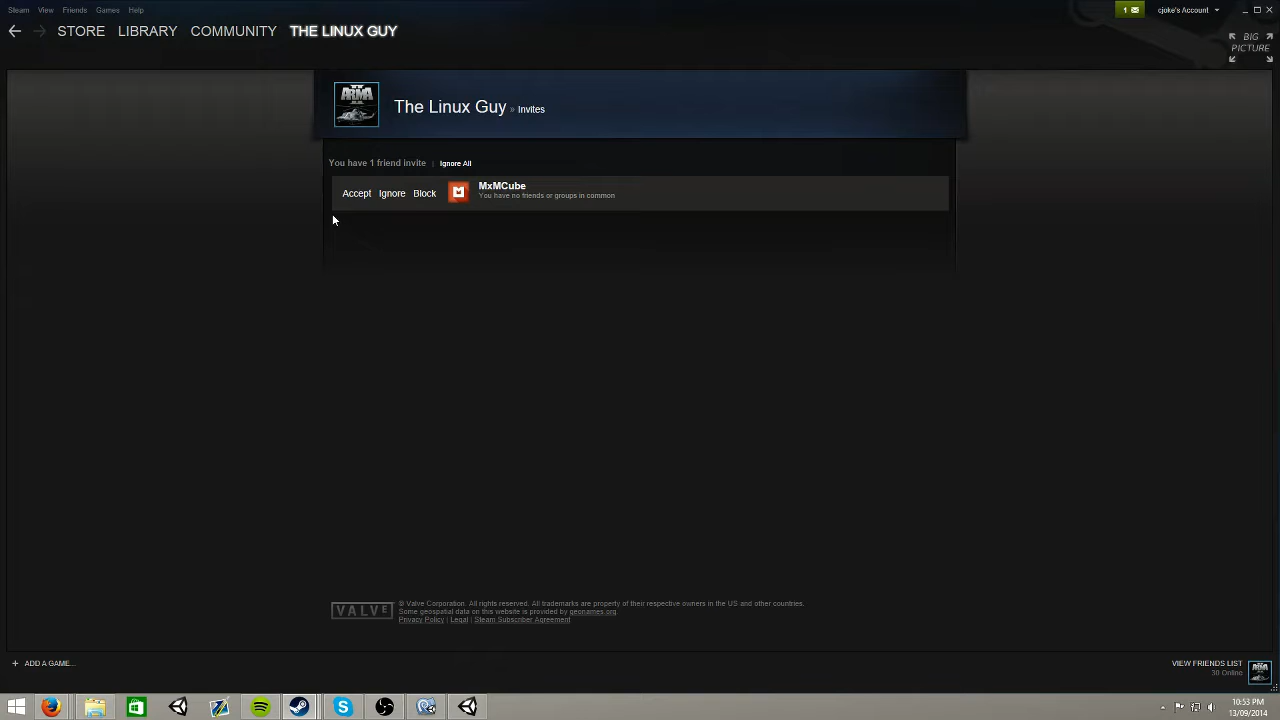 Steam View Friends Games Help
1 cjoke's Account
STORE LIBRARY COMMUNITY THE LINUX GUY
BIG
PICTURE
ARMA
II
The Linux Guy » Invites
You have 1 friend invite | Ignore All
Accept Ignore Block M MxMCube
You have no friends or groups in common
VALVE
© Valve Corporation. All rights reserved. All trademarks are property of their respective owners in the US and other countries.
Some geospatial data on this website is provided by geonames.org.
Privacy Policy | Legal | Steam Subscriber Agreement
+ ADD A GAME...
VIEW FRIENDS LIST
30 Online
10:53 PM
13/09/2014